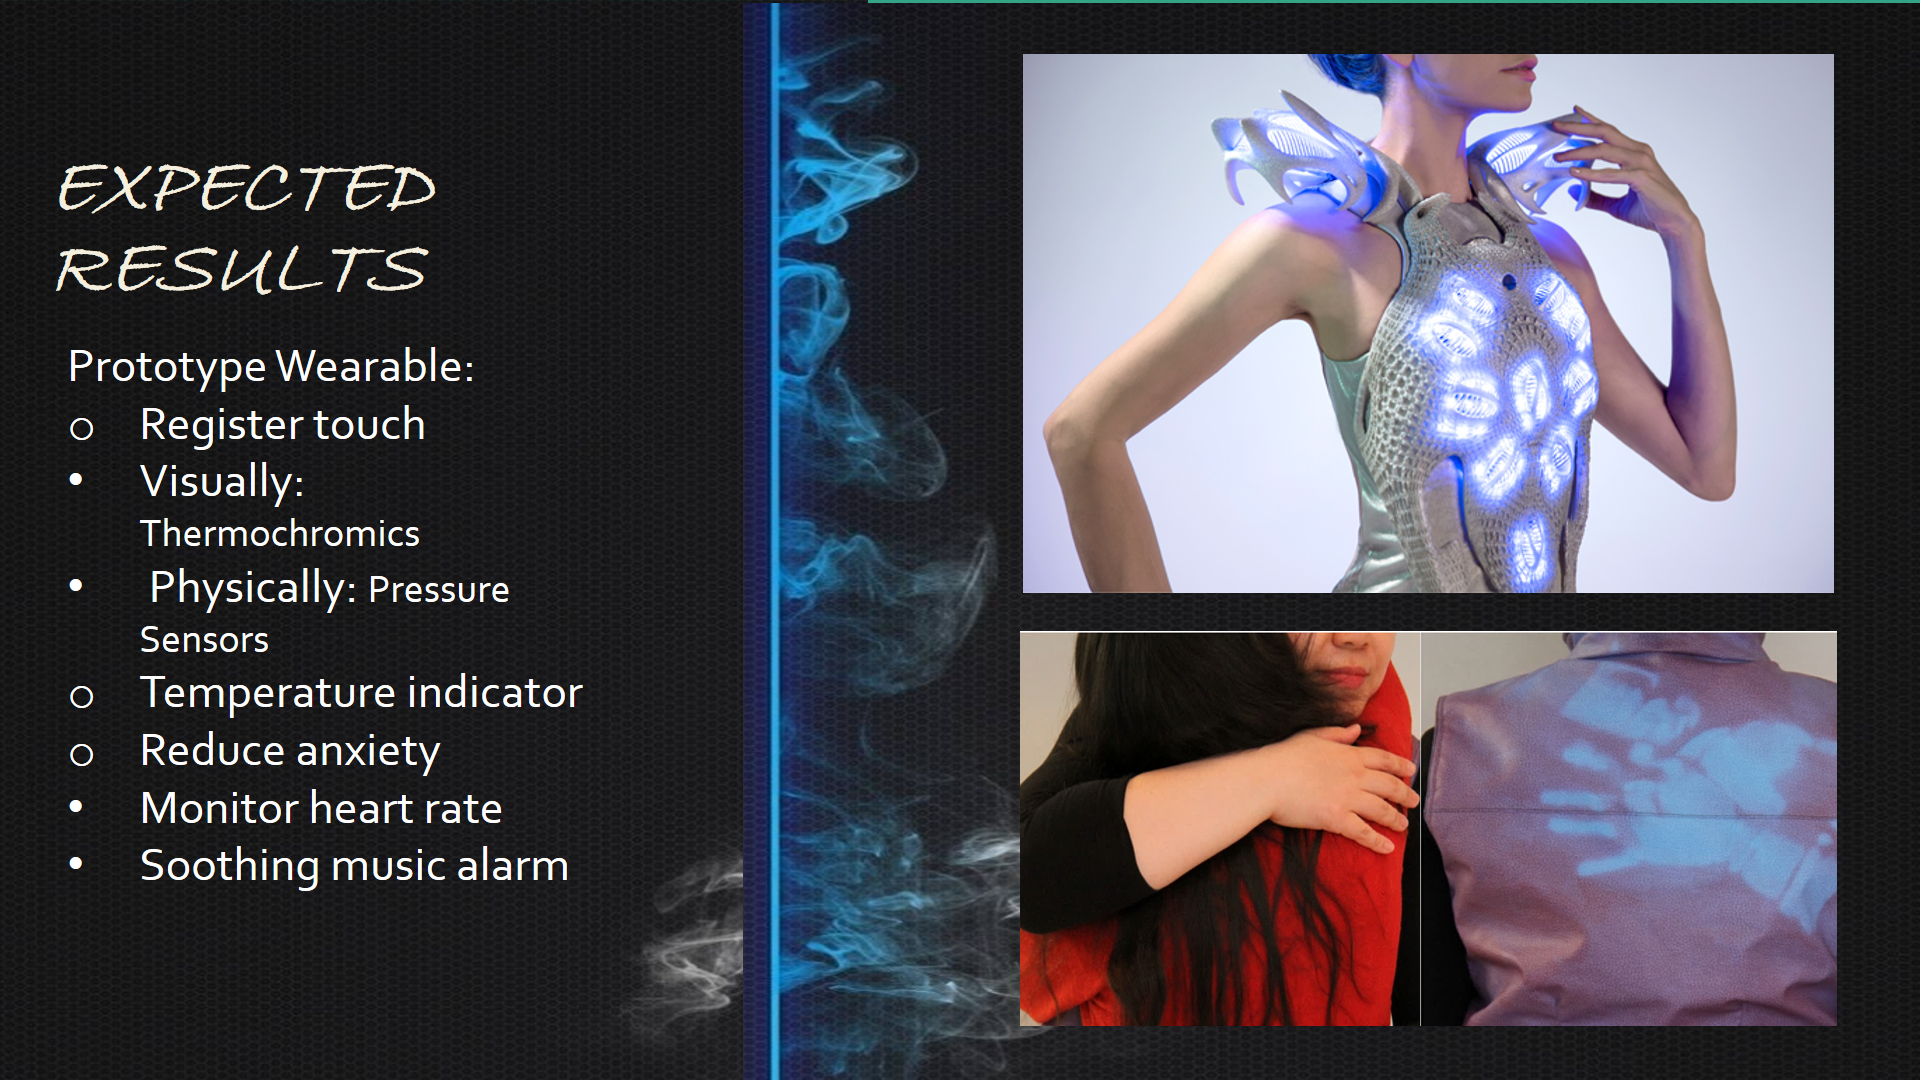 EXPECTED
RESULTS
Prototype Wearable:
o Register touch
• Visually:
Thermochromics
• Physically: Pressure
Sensors
o Temperature indicator
o Reduce anxiety
• Monitor heart rate
• Soothing music alarm